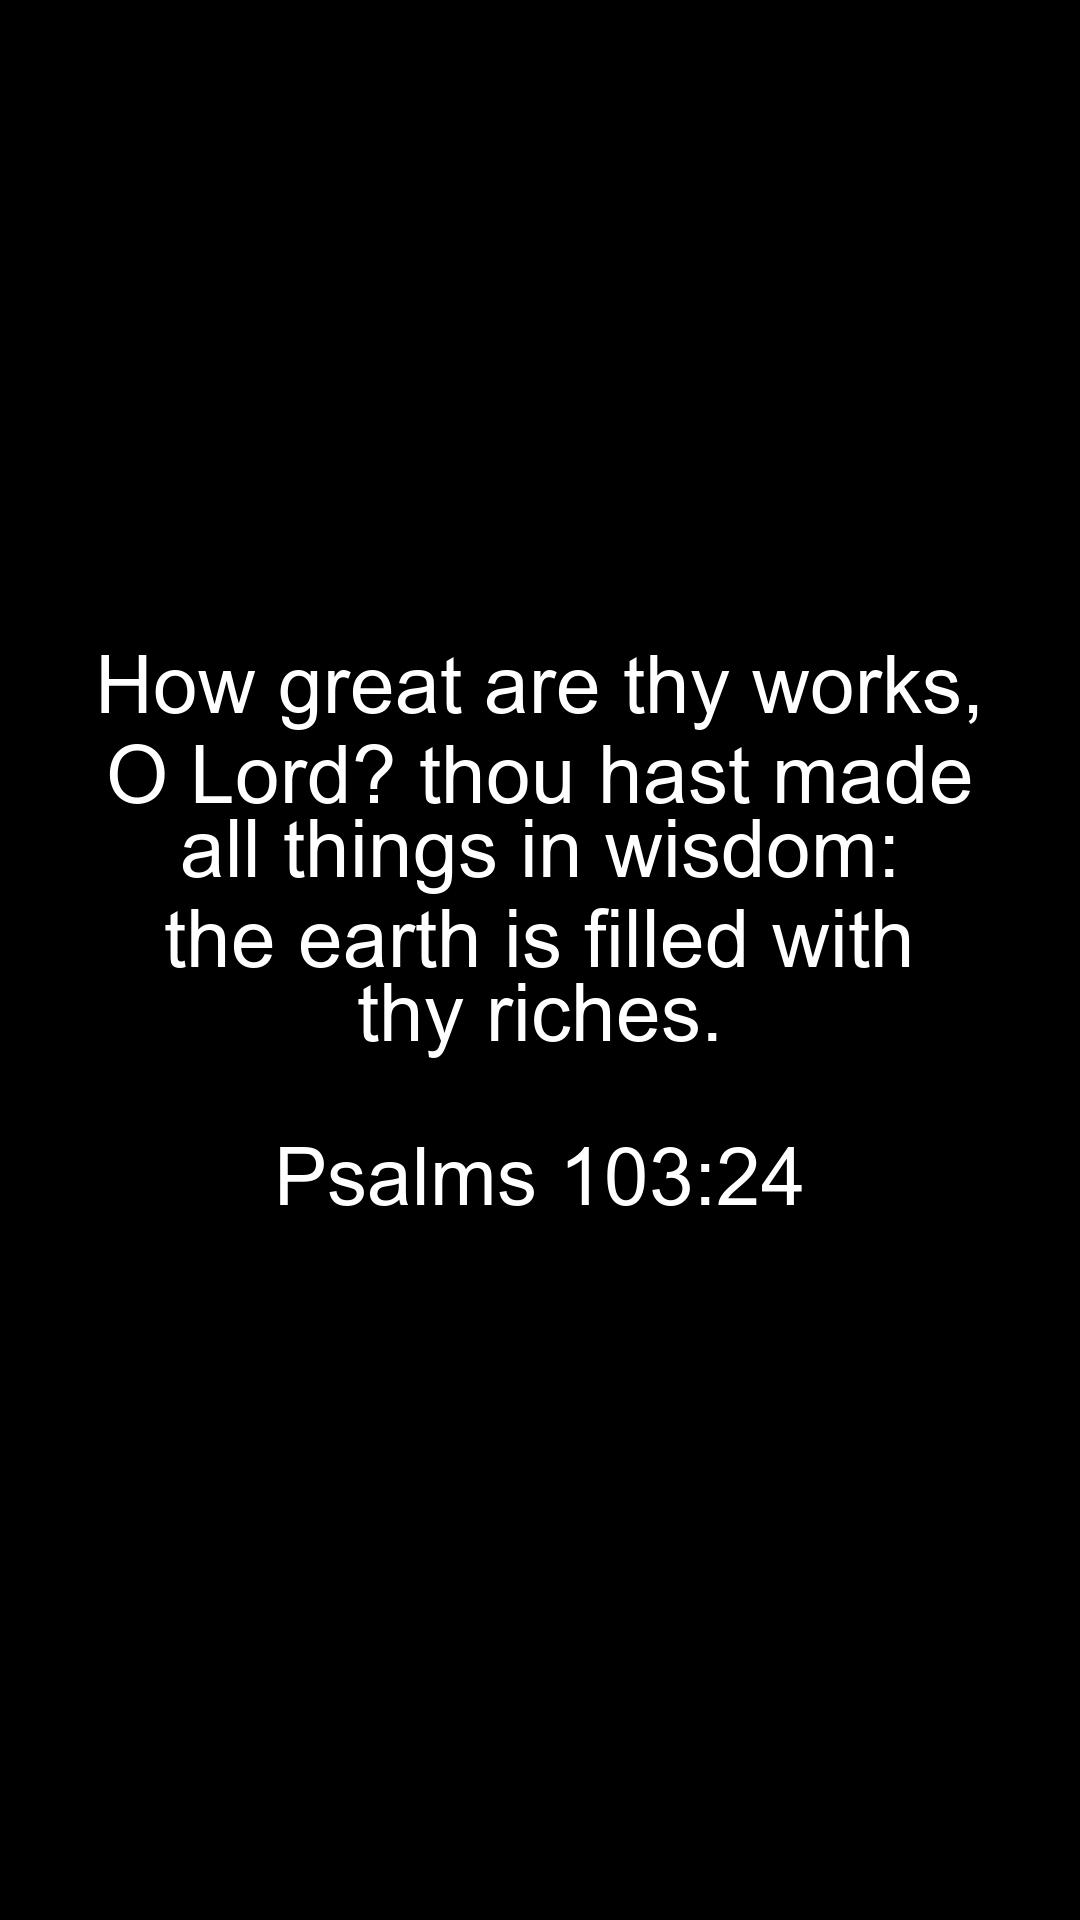 How great are thy works,
O Lord? thou hast made
all things in wisdom:
the earth is filled with
thy riches.
Psalms 103:24